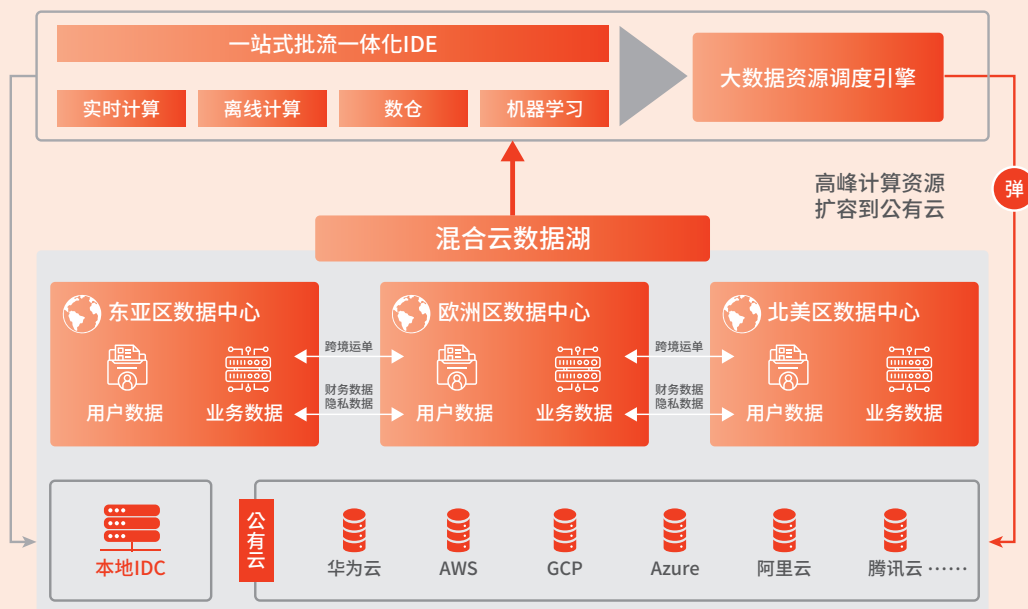 一站式批流一体化IDE
实时计算
离线计算
数仓
机器学习
大数据资源调度引擎
高峰计算资源
扩容到公有云
弹
混合云数据湖
东亚区数据中心
用户数据
业务数据
跨境运单
财务数据
隐私数据
欧洲区数据中心
用户数据
业务数据
跨境运单
财务数据
隐私数据
北美区数据中心
用户数据
业务数据
本地IDC
公有云
华为云
AWS
GCP
Azure
阿里云
腾讯云 ……